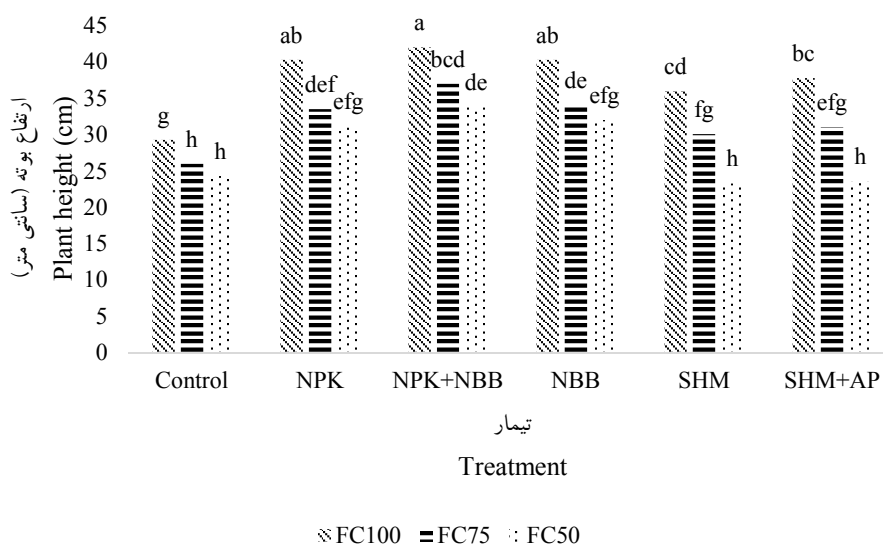 ارتفاع بوته (سانتی متر)
Plant height (cm)
45
40
35
30
25
20
15
10
5
0
g h h
ab def efg
a bcd de
ab de efg
cd fg h
bc efg h
Control NPK NPK+NBB NBB SHM SHM+AP
تیمار
Treatment
FC100 FC75 FC50